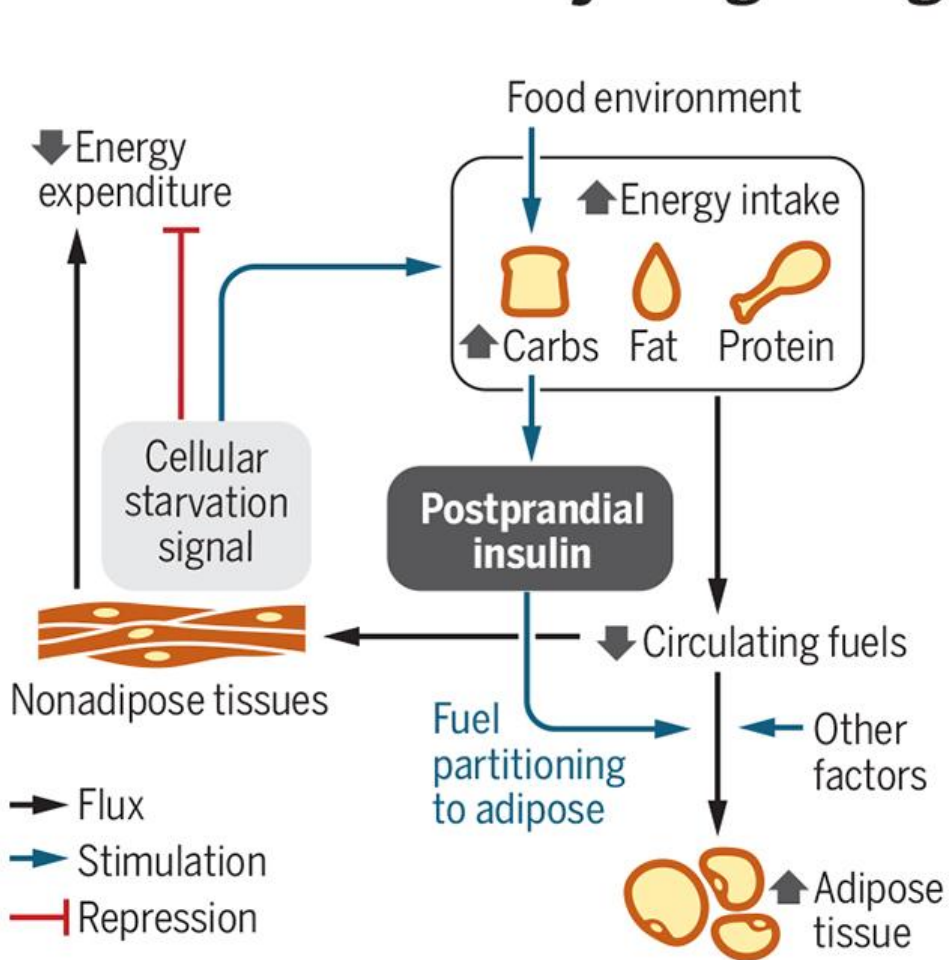 Food environment
Energy
expenditure
Energy intake
Carbs
Fat
Protein
Cellular
starvation
signal
Postprandial
insulin
Circulating fuels
Nonadipose tissues
Fuel
partitioning
to adipose
Other
factors
Flux
Stimulation
Repression
Adipose
tissue